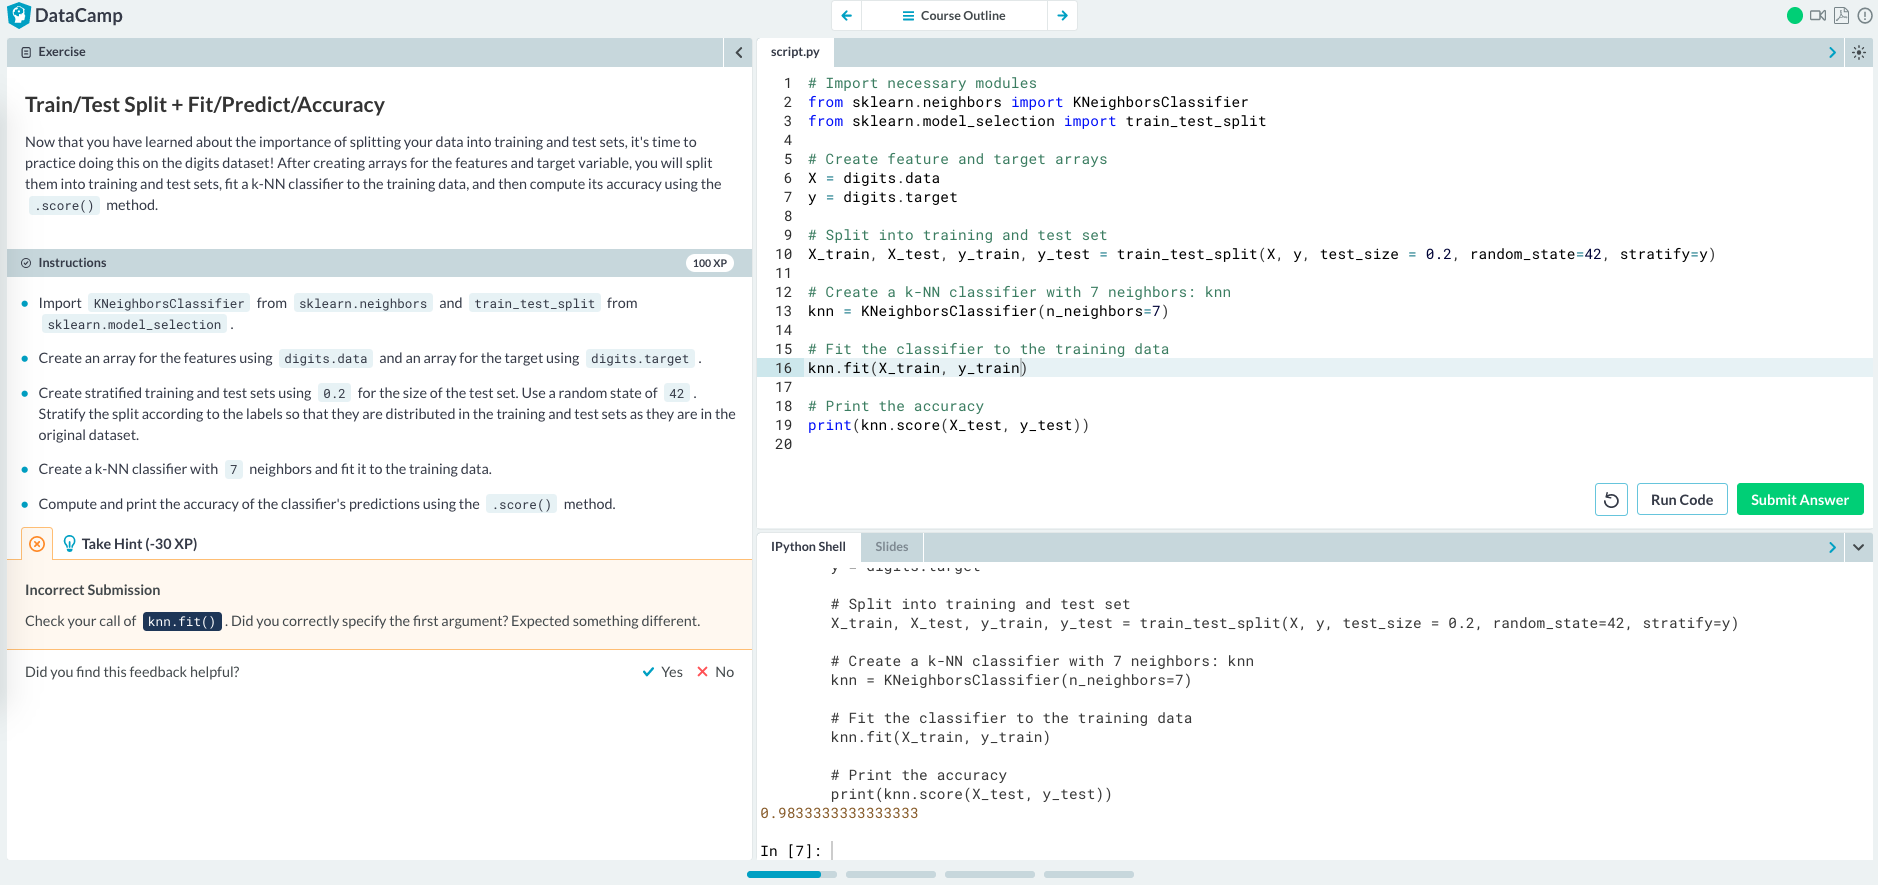 DataCamp
Course Outline
Exercise
Train/Test Split + Fit/Predict/Accuracy
Now that you have learned about the importance of splitting your data into training and test sets, it's time to
practice doing this on the digits dataset! After creating arrays for the features and target variable, you will split
them into training and test sets, fit a k-NN classifier to the training data, and then compute its accuracy using the
.score() method.
Instructions
100 XP
Import KNeighborsClassifier from sklearn.neighbors and train_test_split from
sklearn.model_selection .
Create an array for the features using digits.data and an array for the target using digits.target .
Create stratified training and test sets using 0.2 for the size of the test set. Use a random state of 42 .
Stratify the split according to the labels so that they are distributed in the training and test sets as they are in the
original dataset.
Create a k-NN classifier with 7 neighbors and fit it to the training data.
Compute and print the accuracy of the classifier's predictions using the .score() method.
Take Hint (-30 XP)
Incorrect Submission
Check your call of knn.fit() . Did you correctly specify the first argument? Expected something different.
Did you find this feedback helpful?
Yes
No
script.py
1 # Import necessary modules
2 from sklearn.neighbors import KNeighborsClassifier
3 from sklearn.model_selection import train_test_split
4
5 # Create feature and target arrays
6 X = digits.data
7 y = digits.target
8
9 # Split into training and test set
10 X_train, X_test, y_train, y_test = train_test_split(X, y, test_size = 0.2, random_state=42, stratify=y)
11
12 # Create a k-NN classifier with 7 neighbors: knn
13 knn = KNeighborsClassifier(n_neighbors=7)
14
15 # Fit the classifier to the training data
16 knn.fit(X_train, y_train)
17
18 # Print the accuracy
19 print(knn.score(X_test, y_test))
20
Run Code
Submit Answer
IPython Shell
Slides
y = digits.target
# Split into training and test set
X_train, X_test, y_train, y_test = train_test_split(X, y, test_size = 0.2, random_state=42, stratify=y)
# Create a k-NN classifier with 7 neighbors: knn
knn = KNeighborsClassifier(n_neighbors=7)
# Fit the classifier to the training data
knn.fit(X_train, y_train)
# Print the accuracy
print(knn.score(X_test, y_test))
0.9833333333333333
In [7]: